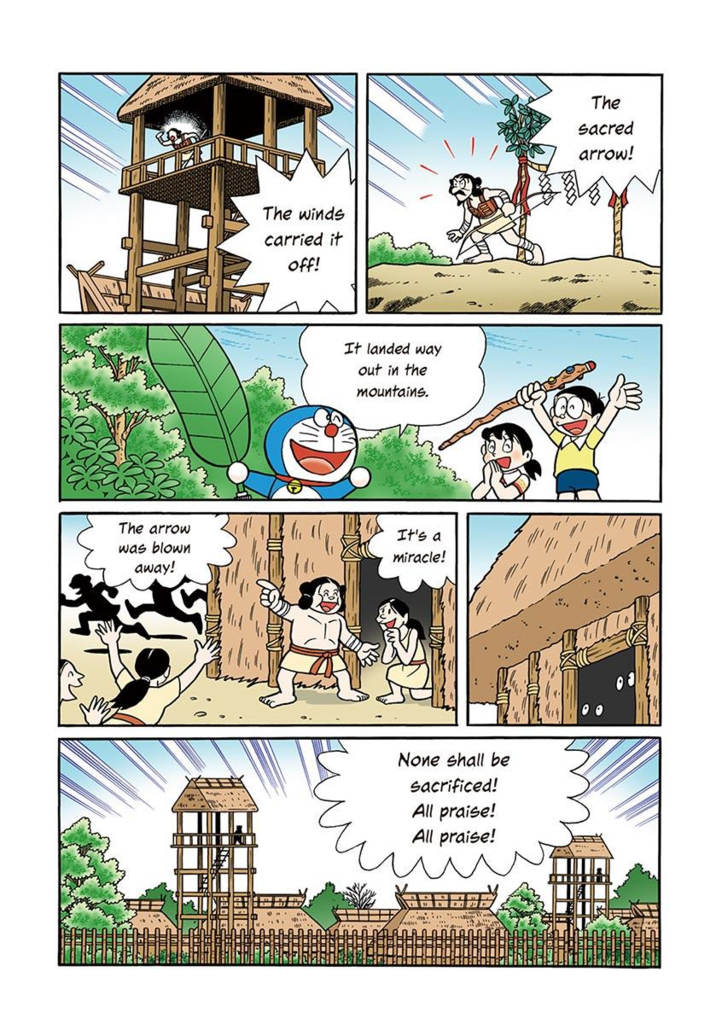 The winds
carried it
off!
The
sacred
arrow!
It landed way
out in the
mountains.
The arrow
was blown
away!
It's a
miracle!
None shall be
sacrificed!
All praise!
All praise!